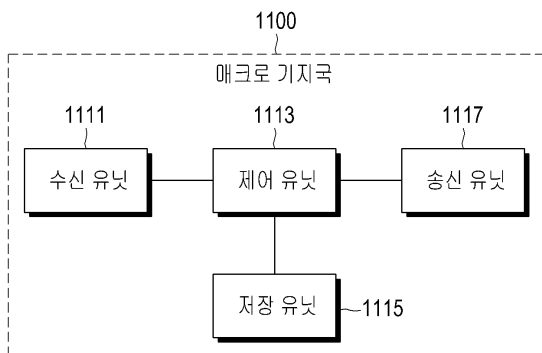 1100
매크로 기지국
1111
1113
1117
수신 유닛
제어 유닛
송신 유닛
저장 유닛
1115